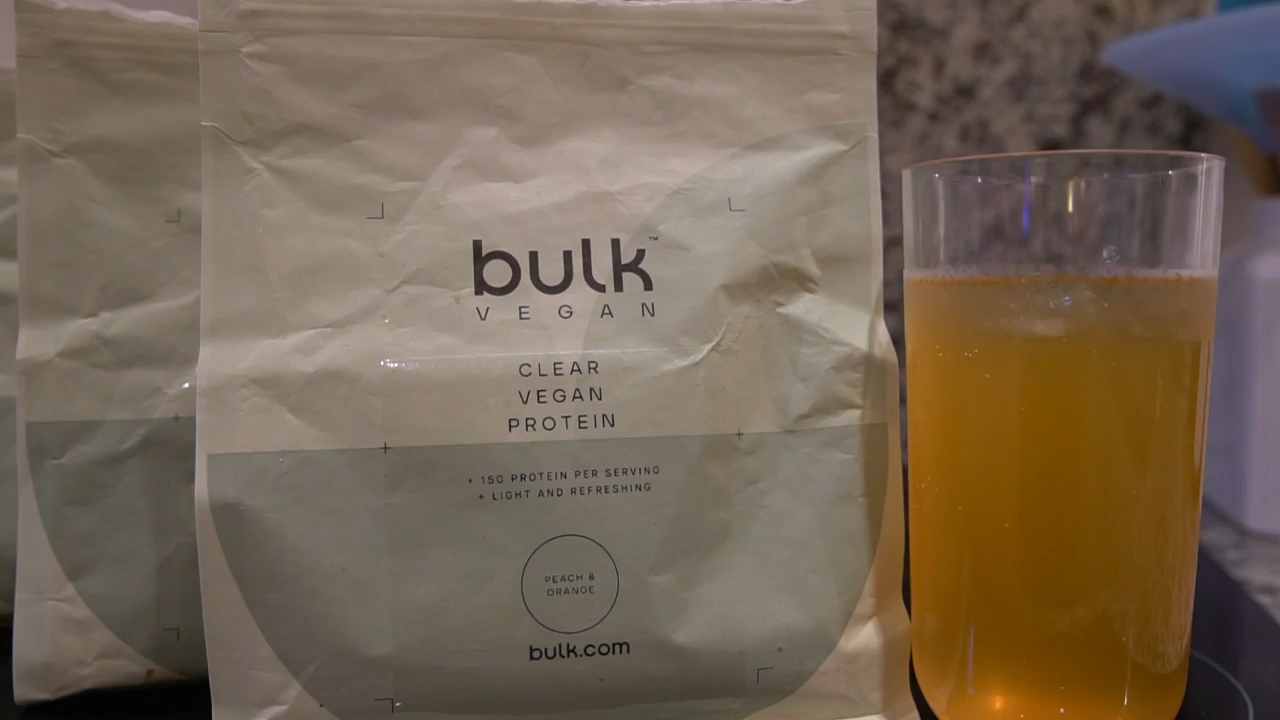 bulk™
VEGAN
CLEAR
VEGAN
PROTEIN
+ 15G PROTEIN PER SERVING
+ LIGHT AND REFRESHING
PEACH &
ORANGE
bulk.com